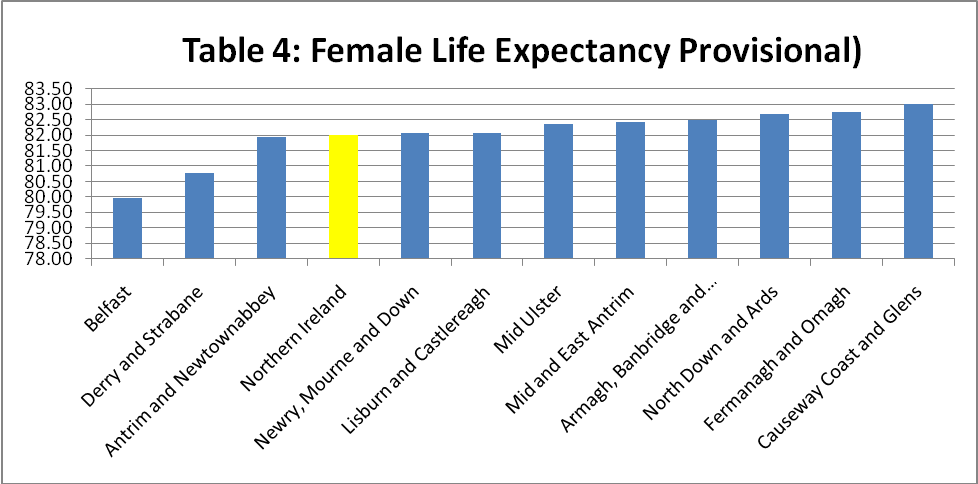 Table 4: Female Life Expectancy Provisional)
83.50
83.00
82.50
82.00
81.50
81.00
80.50
80.00
79.50
79.00
78.50
78.00
Belfast
Derry and Strabane
Antrim and Newtownabbey
Northern Ireland
Newry, Mourne and Down
Lisburn and Castlereagh
Mid Ulster
Mid and East Antrim
Armagh, Banbridge and...
North Down and Ards
Fermanagh and Omagh
Causeway Coast and Glens